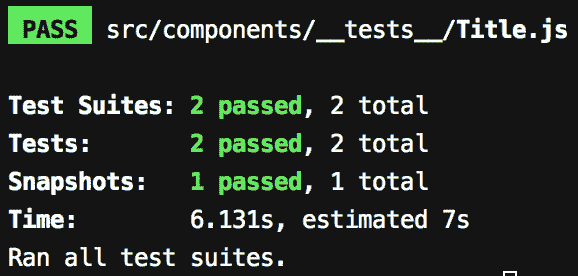 PASS src/components/__tests__/Title.js
Test Suites: 2 passed, 2 total
Tests: 2 passed, 2 total
Snapshots: 1 passed, 1 total
Time: 6.131s, estimated 7s
Ran all test suites.